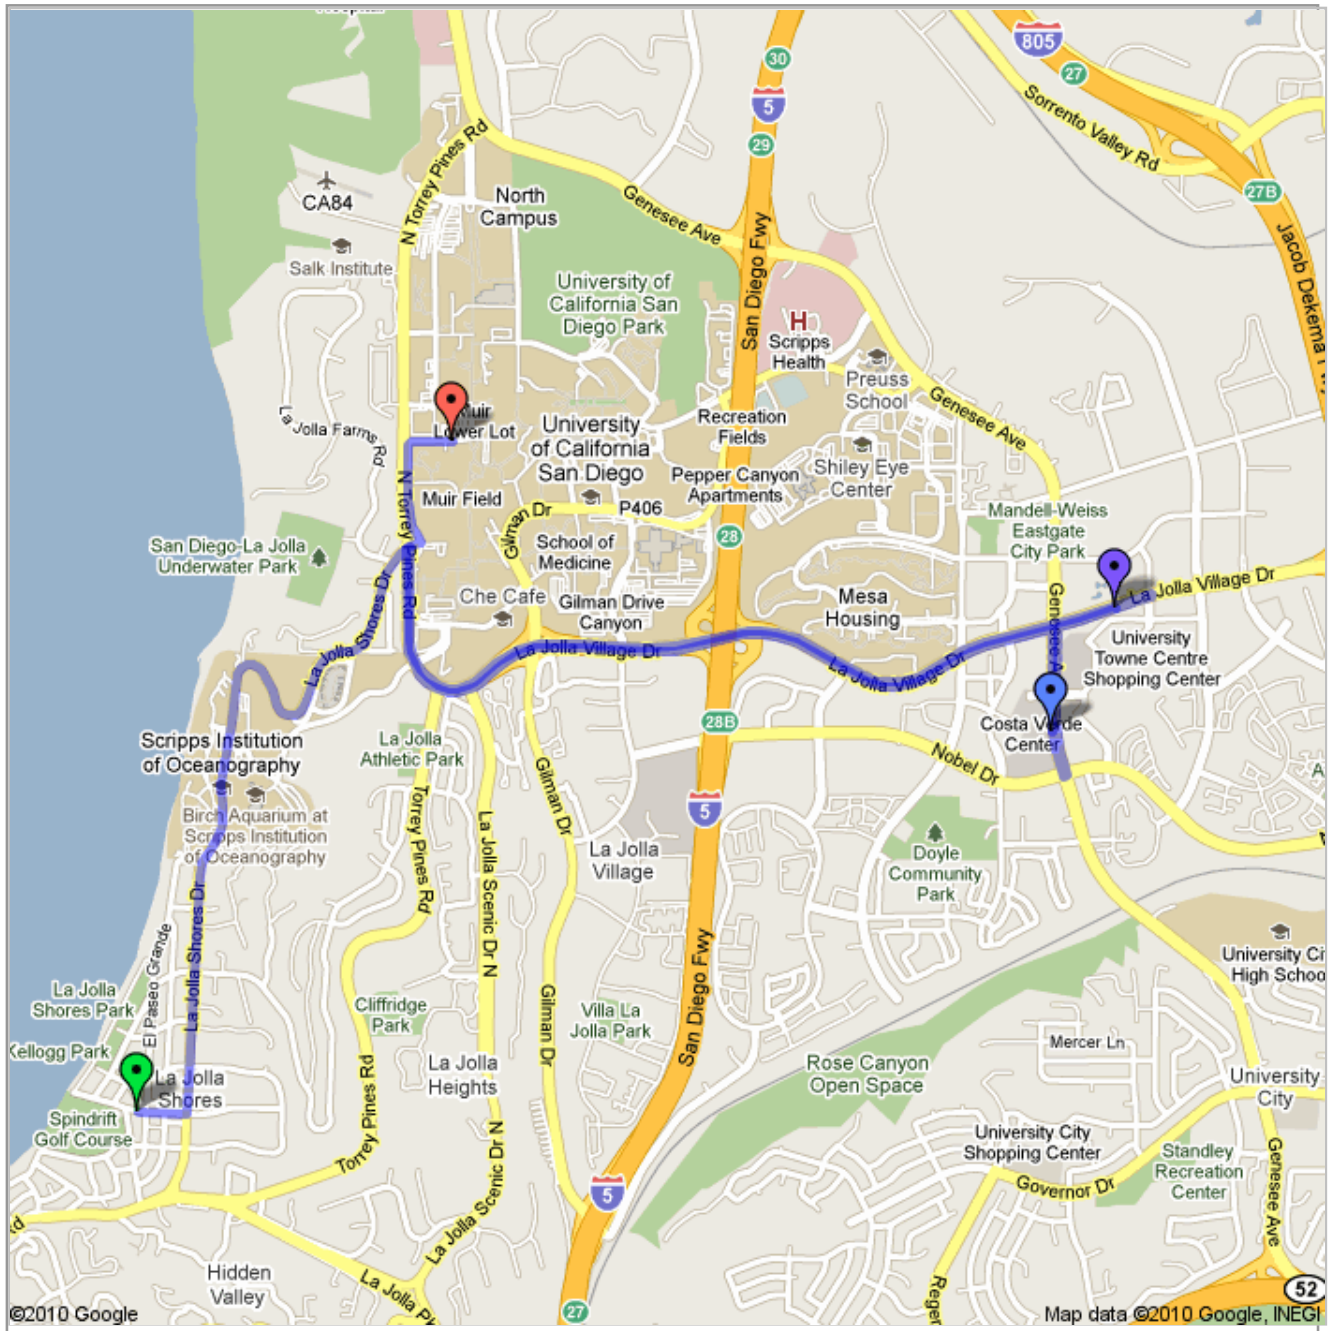 Hospital
805
27
30
5
29
Sorrento Valley Rd
27B
N Torrey Pines Rd
North
Campus
CA84
Genesee Ave
San Diego Fwy
Jacob Dekema
Salk Institute
University of
California San
Diego Park
H
Scripps
Health
Preuss
School
Genesee Ave
La Jolla Farms Rd
Muir
Lower Lot
University
of California
San Diego
Recreation
Fields
Shiley Eye
Center
Pepper Canyon
Apartments
N Torrey Pines Rd
Muir Field
Gilman Dr
P406
Mandell-Weiss
Eastgate
City Park
28
San Diego-La Jolla
Underwater Park
School of
Medicine
Che Cafe
Gilman Drive
Canyon
Mesa
Housing
Genesee A
La Jolla Village Dr
La Jolla Shores Dr
La Jolla Village Dr
La Jolla Village Dr
University
Towne Centre
Shopping Center
28B
Costa Verde
Center
Scripps Institution
of Oceanography
La Jolla
Athletic Park
Nobel Dr
Gilman Dr
5
Birch Aquarium at
Scripps Institution
of Oceanography
Torrey Pines Rd
La Jolla Scenic Dr N
La Jolla
Village
Doyle
Community
Park
La Jolla Shores Dr
El Paseo Grande
University Ci
High Schoo
La Jolla
Shores Park
Cliffridge
Park
Gilman Dr
Villa La
Jolla Park
San Diego Fwy
Kellogg Park
La Jolla
Shores
La Jolla
Heights
Rose Canyon
Open Space
Mercer Ln
University
City
Spindrift
Golf Course
Torrey Pines Rd
La Jolla Scenic Dr N
University City
Shopping Center
Standley
Recreation
Center
Governor Dr
Genesee Ave
5
Rd
Hidden
Valley
La Jolla Pk
Reger
52
27
©2010 Google
Map data ©2010 Google, INEGI